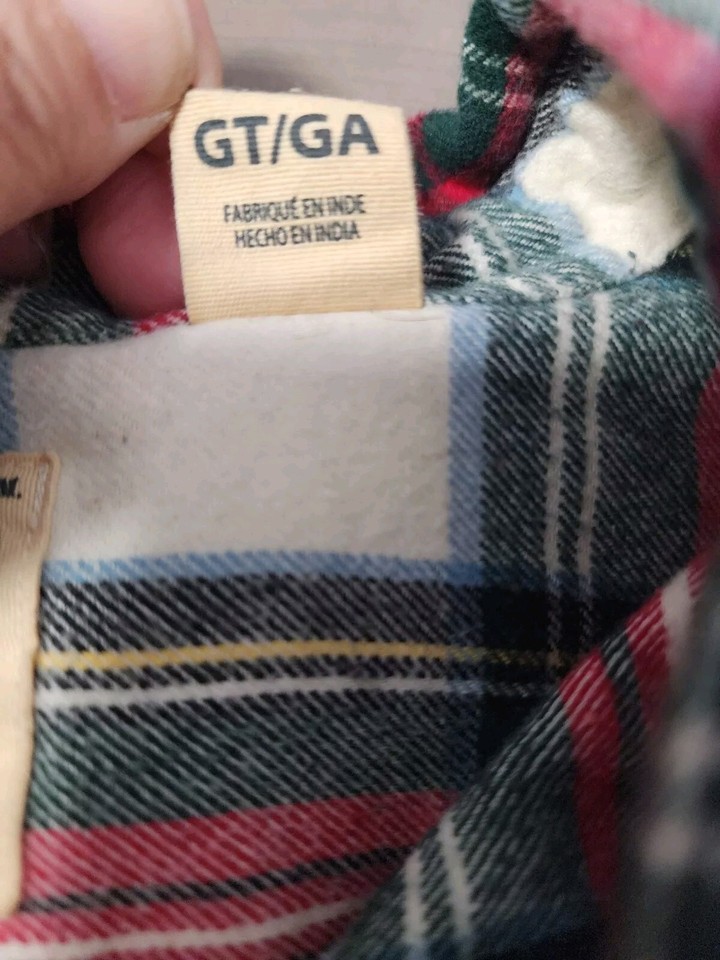 GT/GA
FABRIQUÉ EN INDE
HECHO EN INDIA